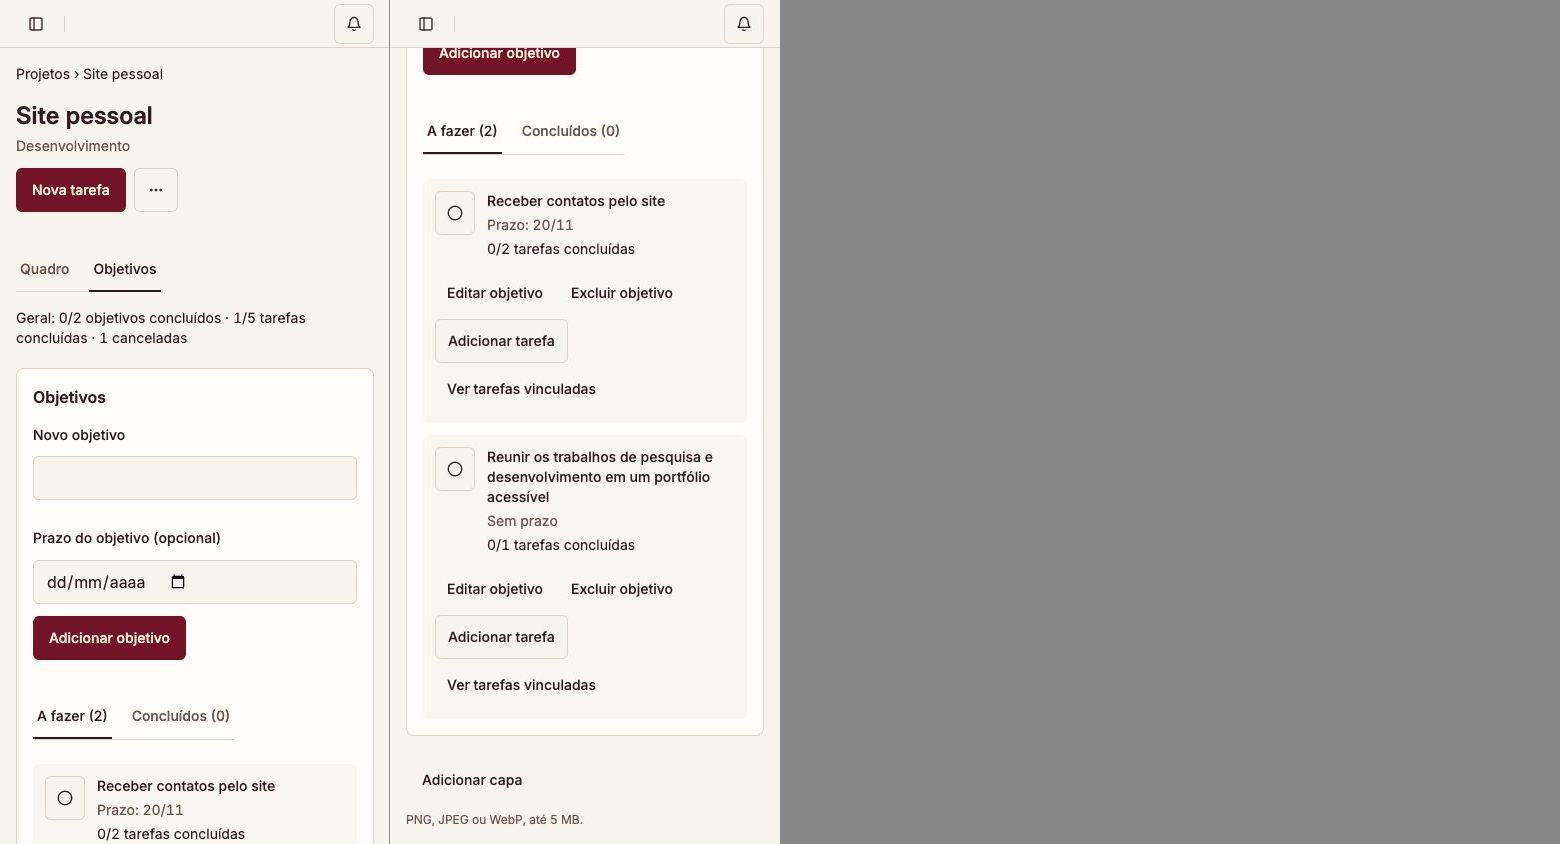 Projetos › Site pessoal
Site pessoal
Desenvolvimento
Nova tarefa
Quadro
Objetivos
Geral: 0/2 objetivos concluídos · 1/5 tarefas
concluídas · 1 canceladas
Objetivos
Novo objetivo
Prazo do objetivo (opcional)
dd/mm/aaaa
Adicionar objetivo
A fazer (2)
Concluídos (0)
Receber contatos pelo site
Prazo: 20/11
0/2 tarefas concluídas
Adicionar objetivo
A fazer (2)
Concluídos (0)
Receber contatos pelo site
Prazo: 20/11
0/2 tarefas concluídas
Editar objetivo
Excluir objetivo
Adicionar tarefa
Ver tarefas vinculadas
Reunir os trabalhos de pesquisa e
desenvolvimento em um portfólio
acessível
Sem prazo
0/1 tarefas concluídas
Editar objetivo
Excluir objetivo
Adicionar tarefa
Ver tarefas vinculadas
Adicionar capa
PNG, JPEG ou WebP, até 5 MB.